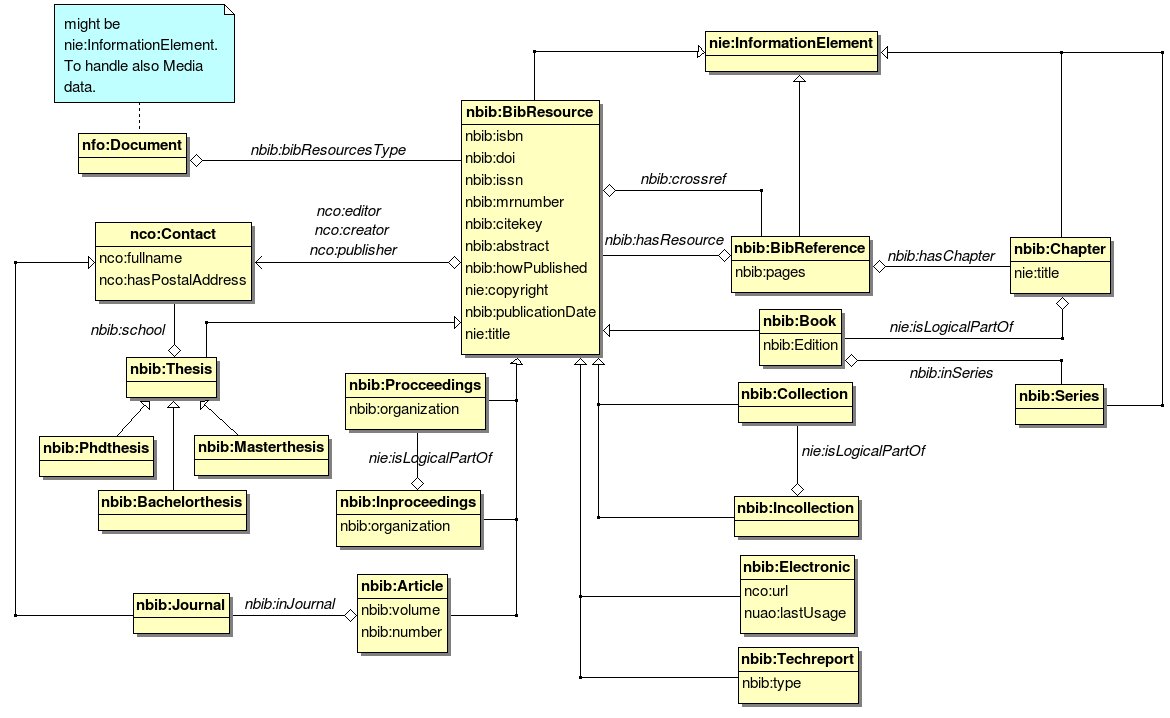 might be
nie:InformationElement.
To handle also Media
data.
nie:InformationElement
nfo:Document
nbib:bibResourcesType
nbib:BibResource
nbib:isbn
nbib:doi
nbib:issn
nbib:mrnumber
nbib:citekey
nbib:abstract
nbib:howPublished
nie:copyright
nbib:publicationDate
nie:title
nbib:crossref
nbib:hasResource
nbib:BibReference
nbib:pages
nbib:hasChapter
nbib:Chapter
nie:title
nco:editor
nco:creator
nco:publisher
nco:Contact
nco:fullname
nco:hasPostalAddress
nbib:school
nbib:Thesis
nbib:Phdthesis
nbib:Masterthesis
nbib:Bachelorthesis
nbib:Procceedings
nbib:organization
nie:isLogicalPartOf
nbib:Inproceedings
nbib:organization
nbib:Book
nbib:Edition
nie:isLogicalPartOf
nbib:inSeries
nbib:Series
nbib:Collection
nie:isLogicalPartOf
nbib:Incollection
nbib:Electronic
nco:url
nuao:lastUsage
nbib:Journal
nbib:inJournal
nbib:Article
nbib:volume
nbib:number
nbib:Techreport
nbib:type